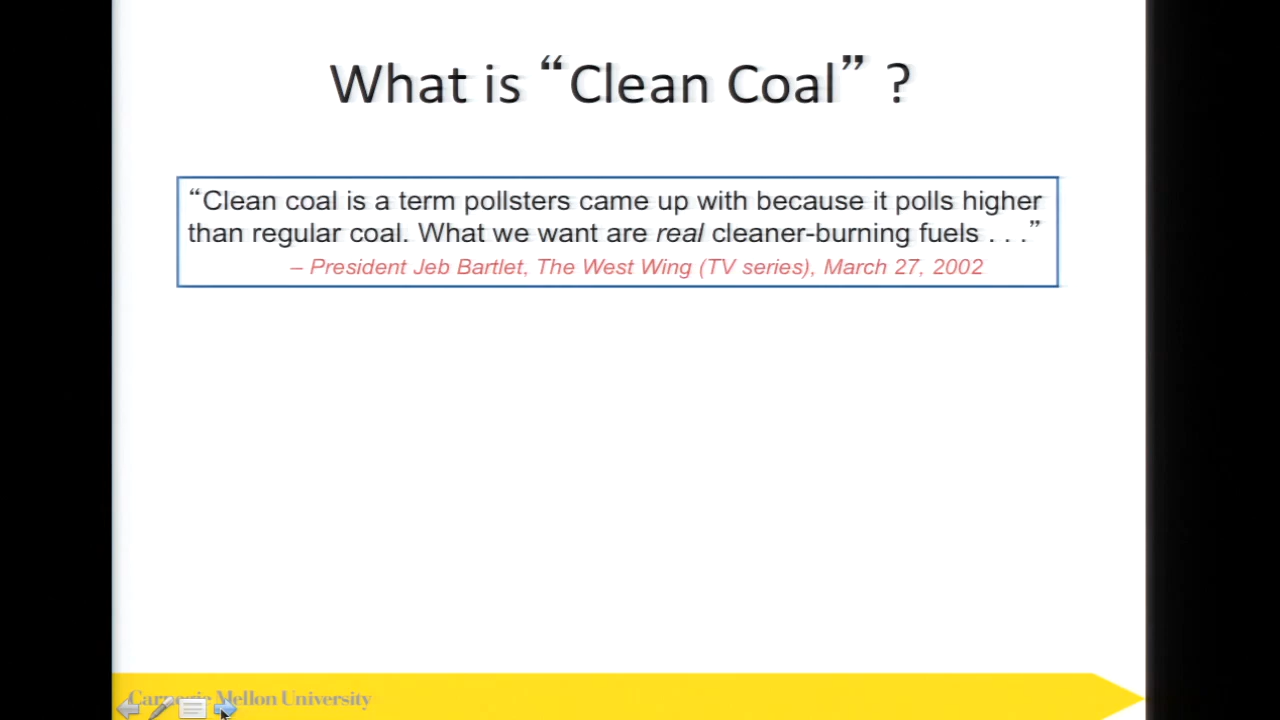 What is “Clean Coal” ?
“Clean coal is a term pollsters came up with because it polls higher
than regular coal. What we want are real cleaner-burning fuels . . .”
– President Jeb Bartlet, The West Wing (TV series), March 27, 2002
Carnegie Mellon University